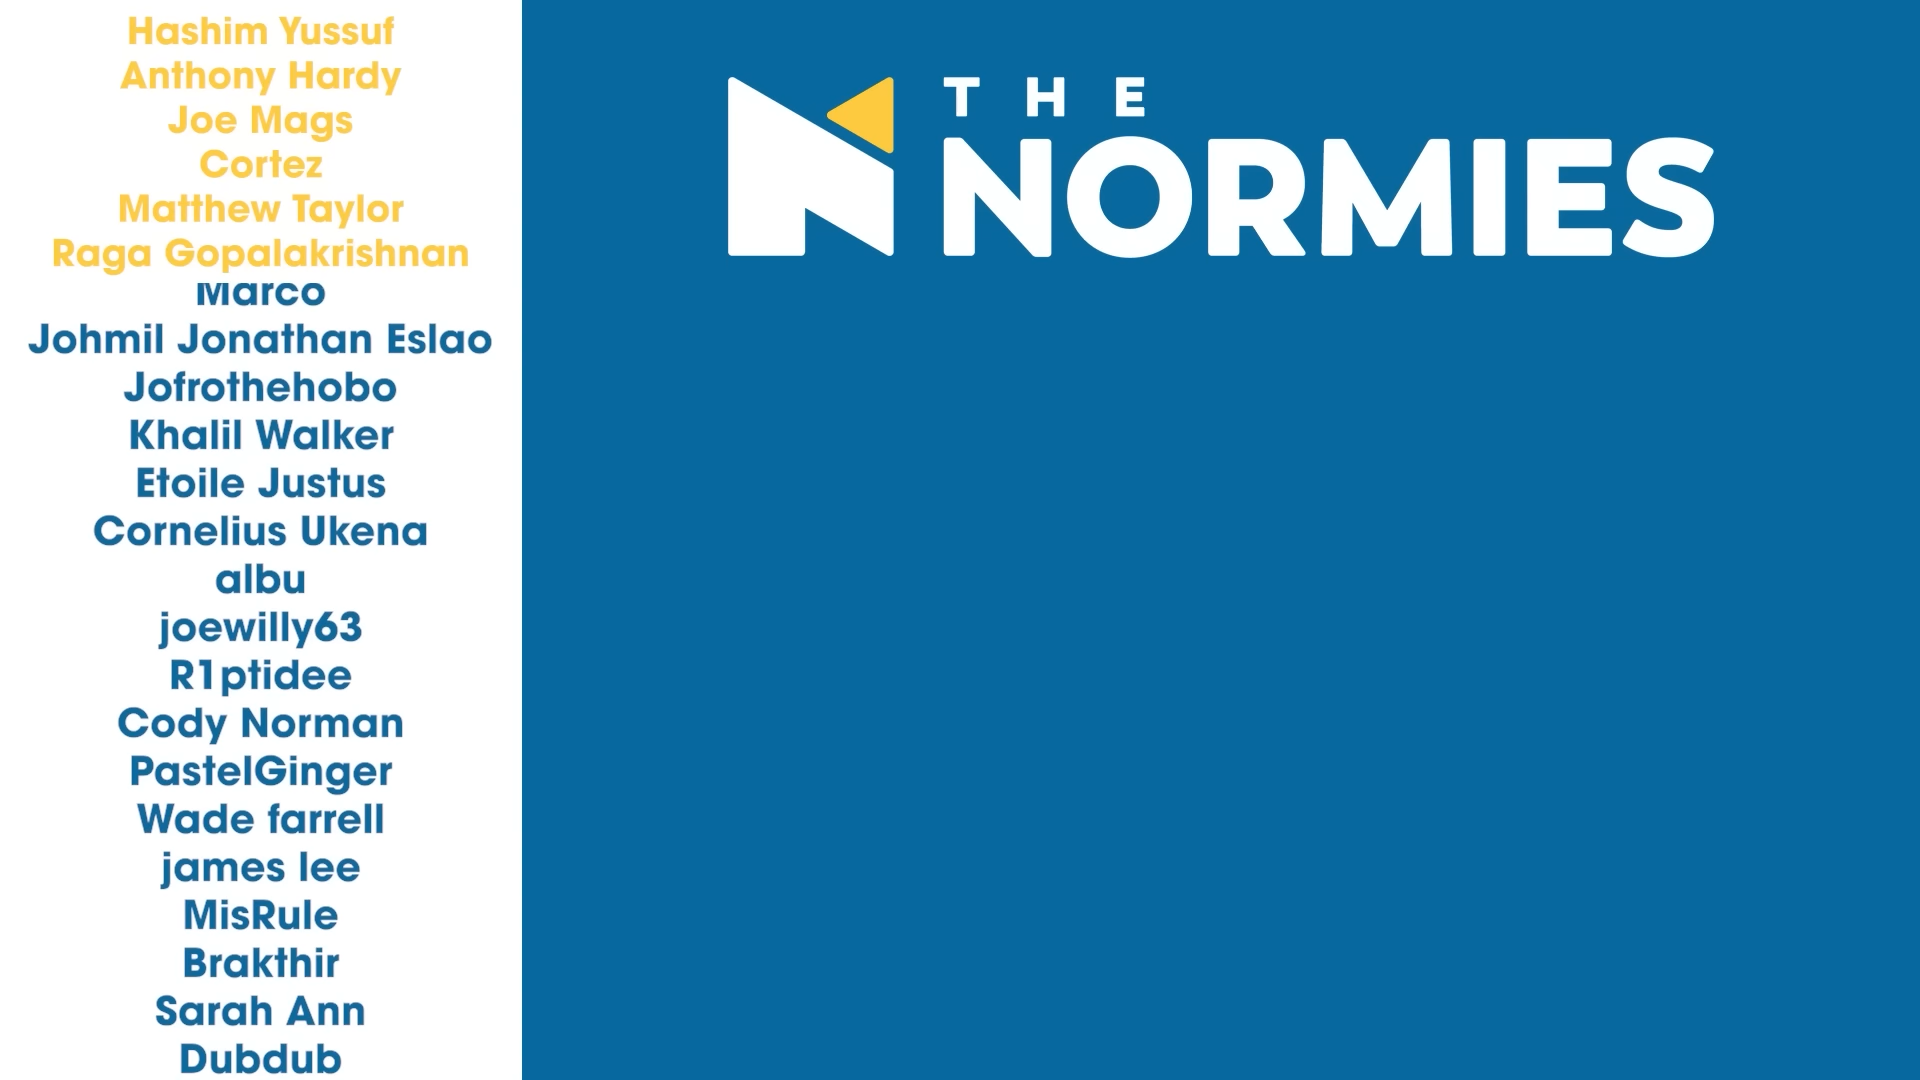 Hashim Yussuf
Anthony Hardy
Joe Mags
Cortez
Matthew Taylor
Raga Gopalakrishnan
Marco
Johmil Jonathan Eslao
Jofrothehobo
Khalil Walker
Etoile Justus
Cornelius Ukena
albu
joewilly63
R1ptidee
Cody Norman
PastelGinger
Wade farrell
james lee
MisRule
Brakthir
Sarah Ann
Dubdub
THE
NORMIES